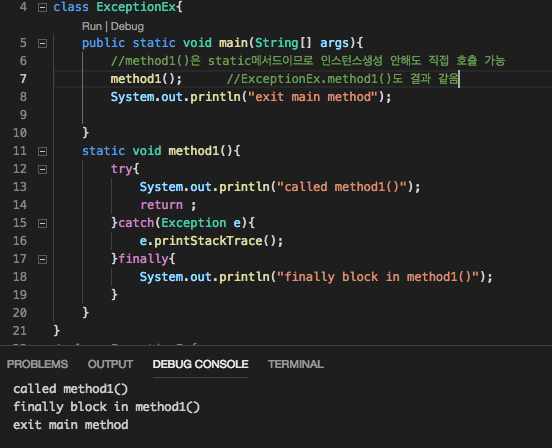 4 class ExceptionEx{
Run | Debug
5 public static void main(String[] args){
6 //method1()은 static메서드이므로 인스턴스생성 안해도 직접 호출 가능
7 method1(); //ExceptionEx.method1()도 결과 같음
8 System.out.println("exit main method");
9
10 }
11 static void method1(){
12 try{
13 System.out.println("called method1()");
14 return ;
15 }catch(Exception e){
16 e.printStackTrace();
17 }finally{
18 System.out.println("finally block in method1()");
19 }
20 }
21 }
PROBLEMS OUTPUT DEBUG CONSOLE TERMINAL
called method1()
finally block in method1()
exit main method